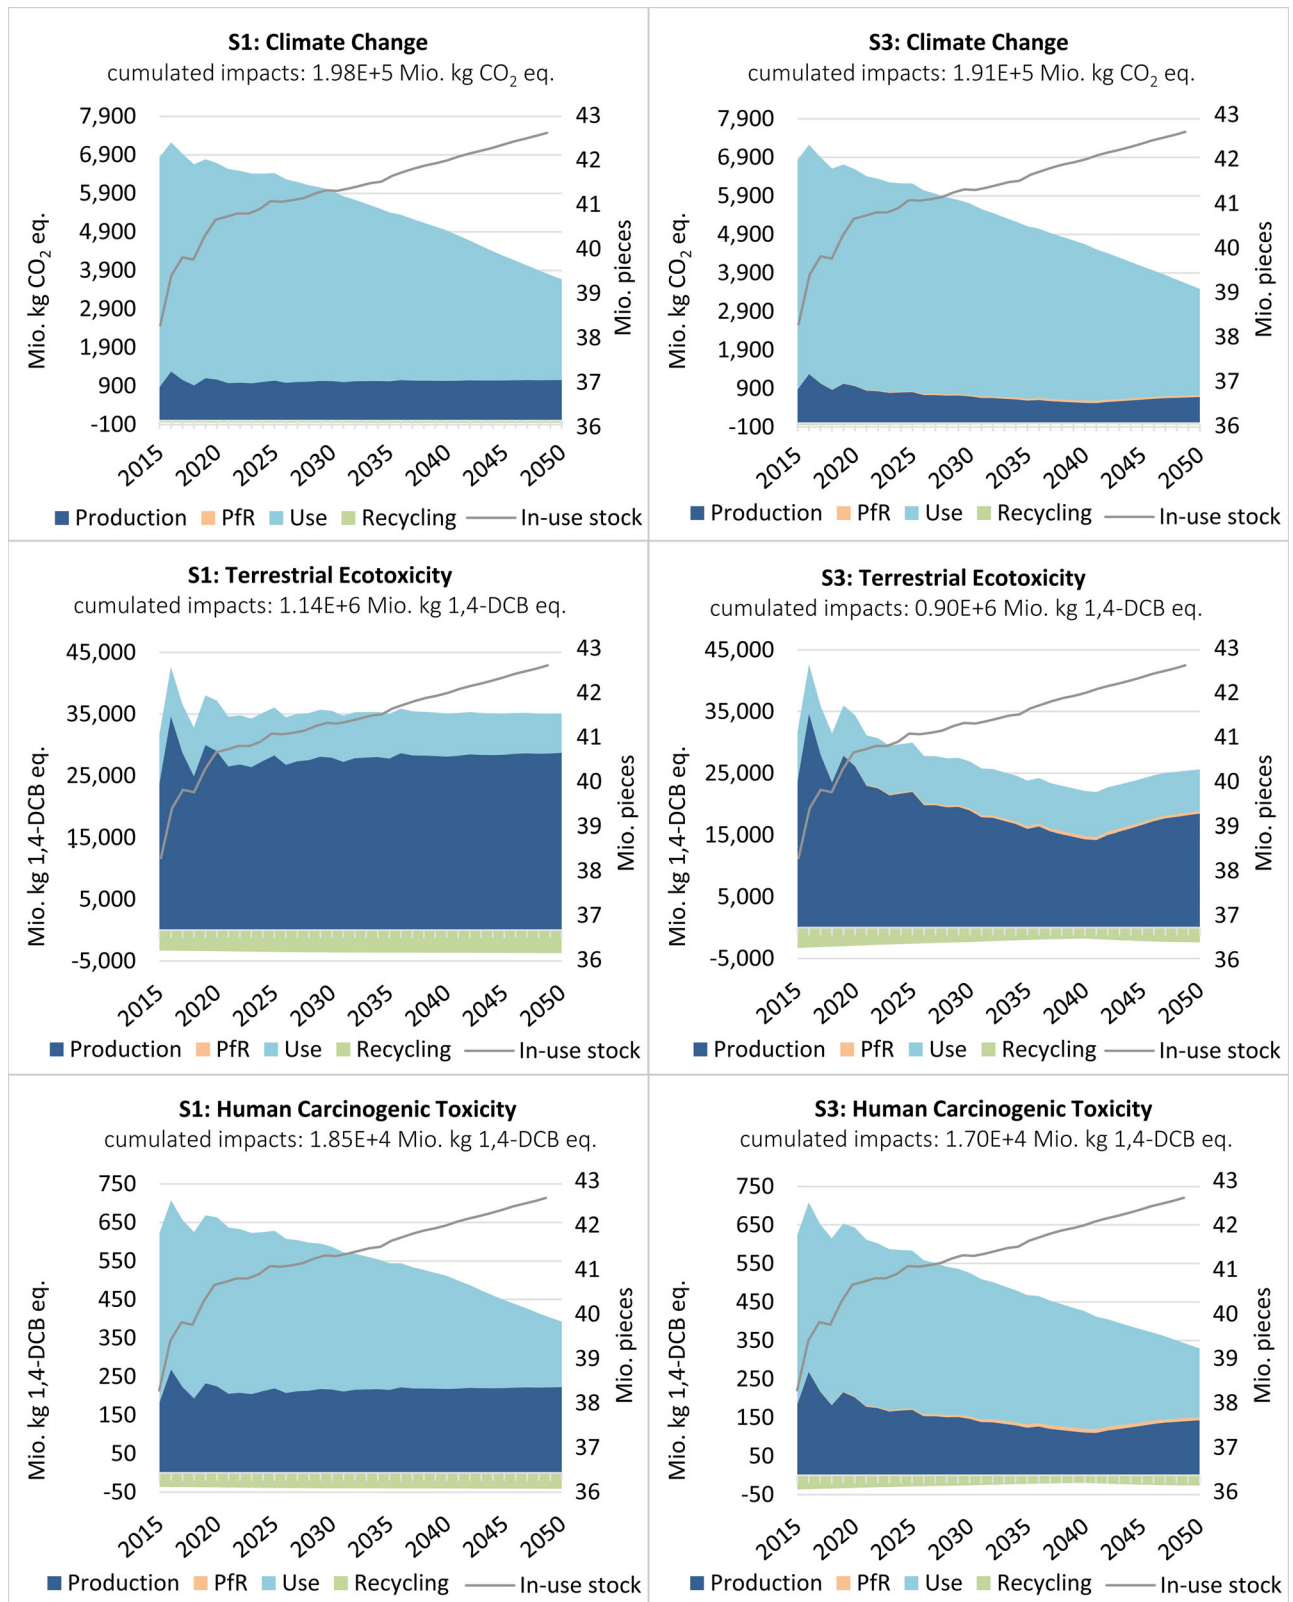 S1: Climate Change
cumulated impacts: 1.98E+5 Mio. kg CO₂ eq.
Mio. kg CO₂ eq.
7,900
6,900
5,900
4,900
3,900
2,900
1,900
900
-100
43
42
41
40
39
38
37
36
Mio. pieces
2015 2020 2025 2030 2035 2040 2045 2050
Production PfR Use Recycling In-use stock
S3: Climate Change
cumulated impacts: 1.91E+5 Mio. kg CO₂ eq.
Mio. kg CO₂ eq.
7,900
6,900
5,900
4,900
3,900
2,900
1,900
900
-100
43
42
41
40
39
38
37
36
Mio. pieces
2015 2020 2025 2030 2035 2040 2045 2050
Production PfR Use Recycling In-use stock
S1: Terrestrial Ecotoxicity
cumulated impacts: 1.14E+6 Mio. kg 1,4-DCB eq.
Mio. kg 1,4-DCB eq.
45,000
35,000
25,000
15,000
5,000
-5,000
43
42
41
40
39
38
37
36
Mio. pieces
2015 2020 2025 2030 2035 2040 2045 2050
Production PfR Use Recycling In-use stock
S3: Terrestrial Ecotoxicity
cumulated impacts: 0.90E+6 Mio. kg 1,4-DCB eq.
Mio. kg 1,4-DCB eq.
45,000
35,000
25,000
15,000
5,000
-5,000
43
42
41
40
39
38
37
36
Mio. pieces
2015 2020 2025 2030 2035 2040 2045 2050
Production PfR Use Recycling In-use stock
S1: Human Carcinogenic Toxicity
cumulated impacts: 1.85E+4 Mio. kg 1,4-DCB eq.
Mio. kg 1,4-DCB eq.
750
650
550
450
350
250
150
50
-50
43
42
41
40
39
38
37
36
Mio. pieces
2015 2020 2025 2030 2035 2040 2045 2050
Production PfR Use Recycling In-use stock
S3: Human Carcinogenic Toxicity
cumulated impacts: 1.70E+4 Mio. kg 1,4-DCB eq.
Mio. kg 1,4-DCB eq.
750
650
550
450
350
250
150
50
-50
43
42
41
40
39
38
37
36
Mio. pieces
2015 2020 2025 2030 2035 2040 2045 2050
Production PfR Use Recycling In-use stock